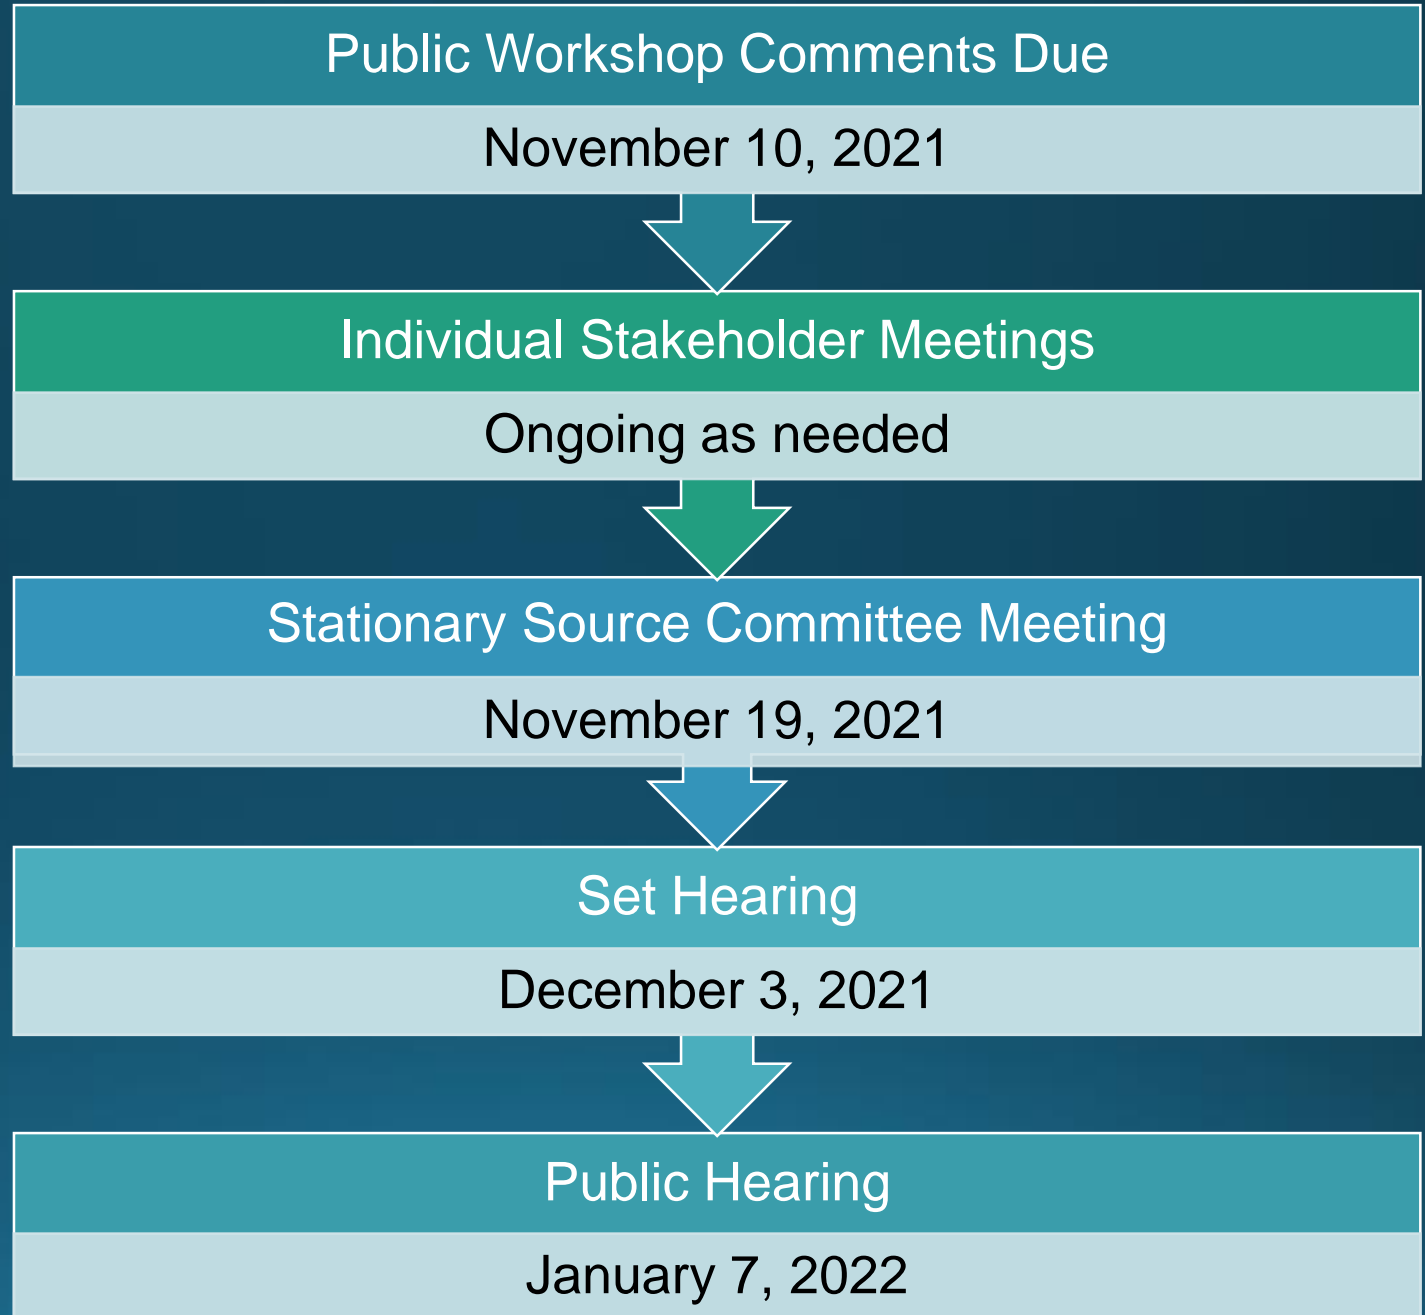 Public Workshop Comments Due
November 10, 2021
Individual Stakeholder Meetings
Ongoing as needed
Stationary Source Committee Meeting
November 19, 2021
Set Hearing
December 3, 2021
Public Hearing
January 7, 2022